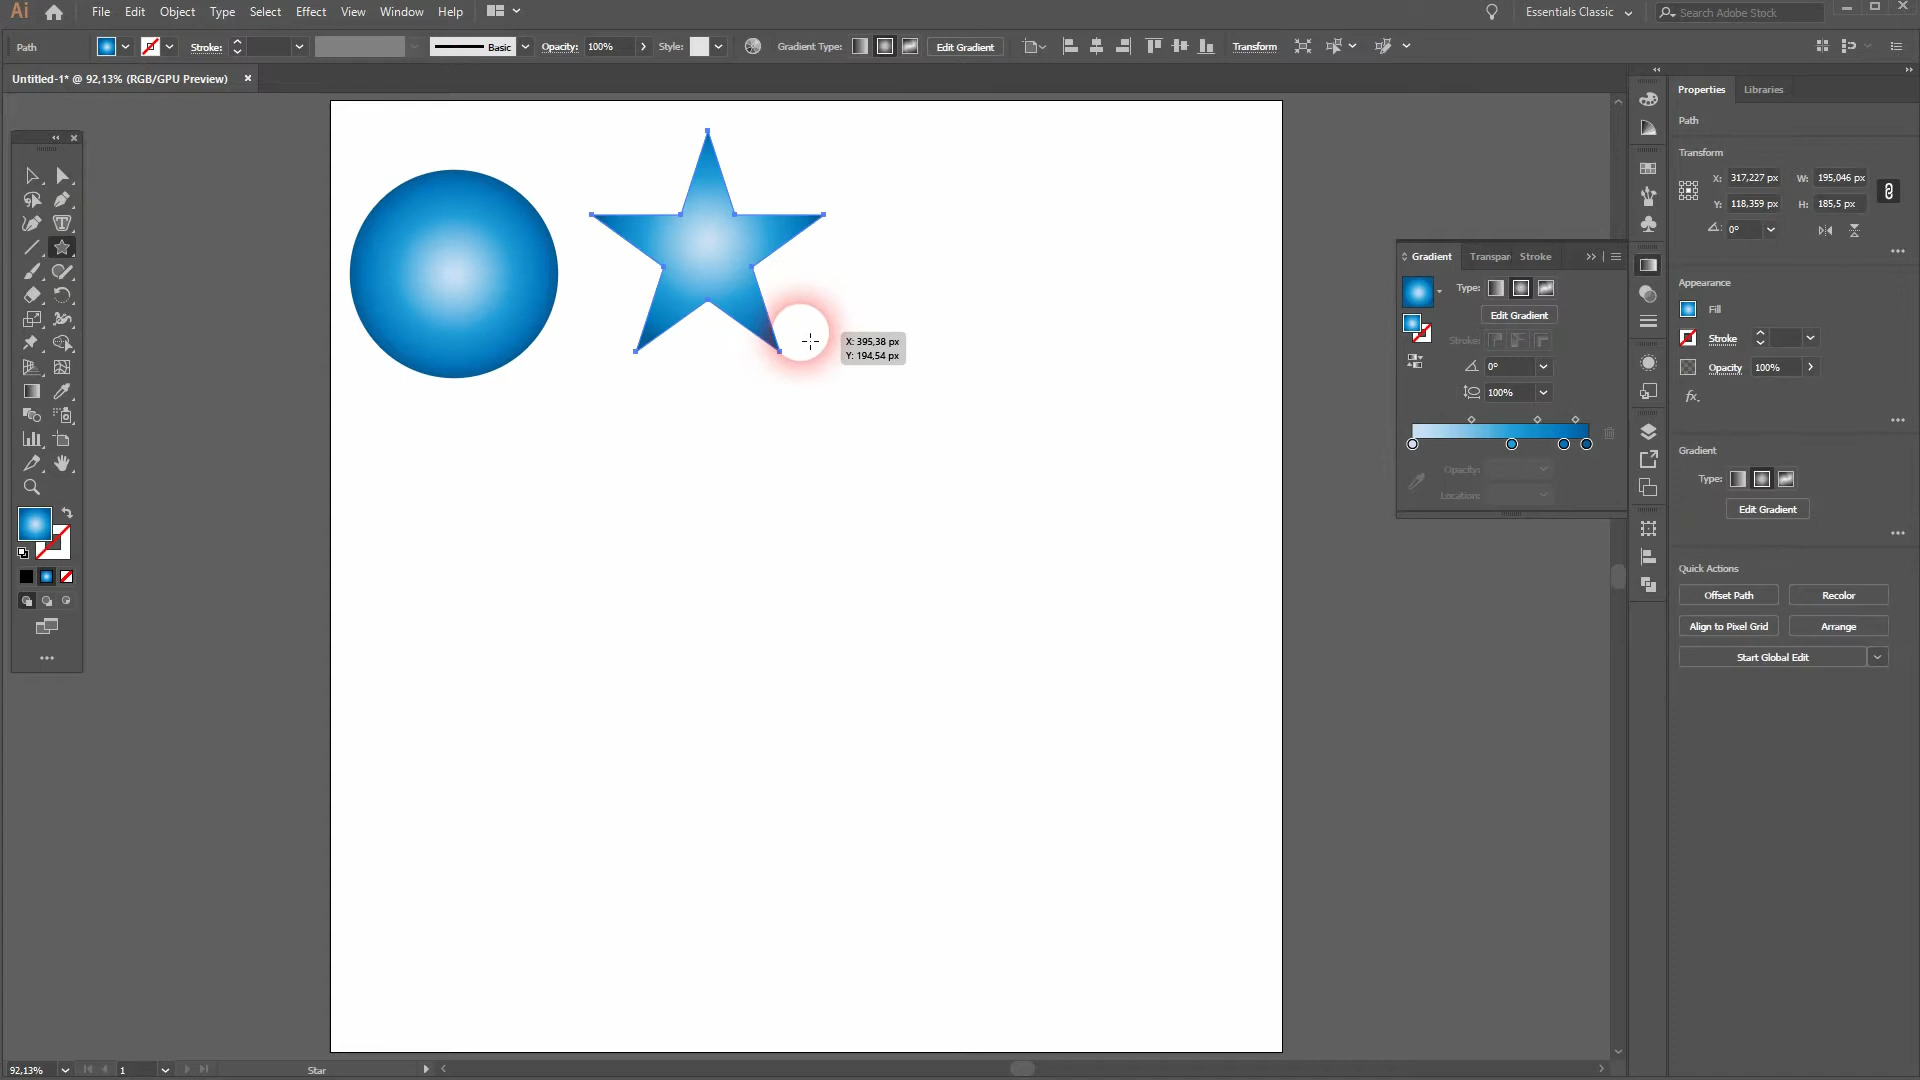 Ai File Edit Object Type Select Effect View Window Help Essentials Classic Search Adobe Stock
Path Stroke: Basic Opacity: 100% Style: Gradient Type: Edit Gradient Transform
Untitled-1* @ 92,13% (RGB/GPU Preview)
Properties Libraries
Path
Transform
X: 317,227 px W: 195,046 px
Y: 118,359 px H: 185,5 px
0°
Appearance
Fill
Stroke
Opacity 100%
fx.
Gradient
Type:
Edit Gradient
Quick Actions
Offset Path Recolor
Align to Pixel Grid Arrange
Start Global Edit
Gradient Transpar Stroke
Type:
Edit Gradient
Stroke:
0°
100%
Opacity:
Location:
X: 395,38 px
Y: 194,54 px
92,13% 1 Star